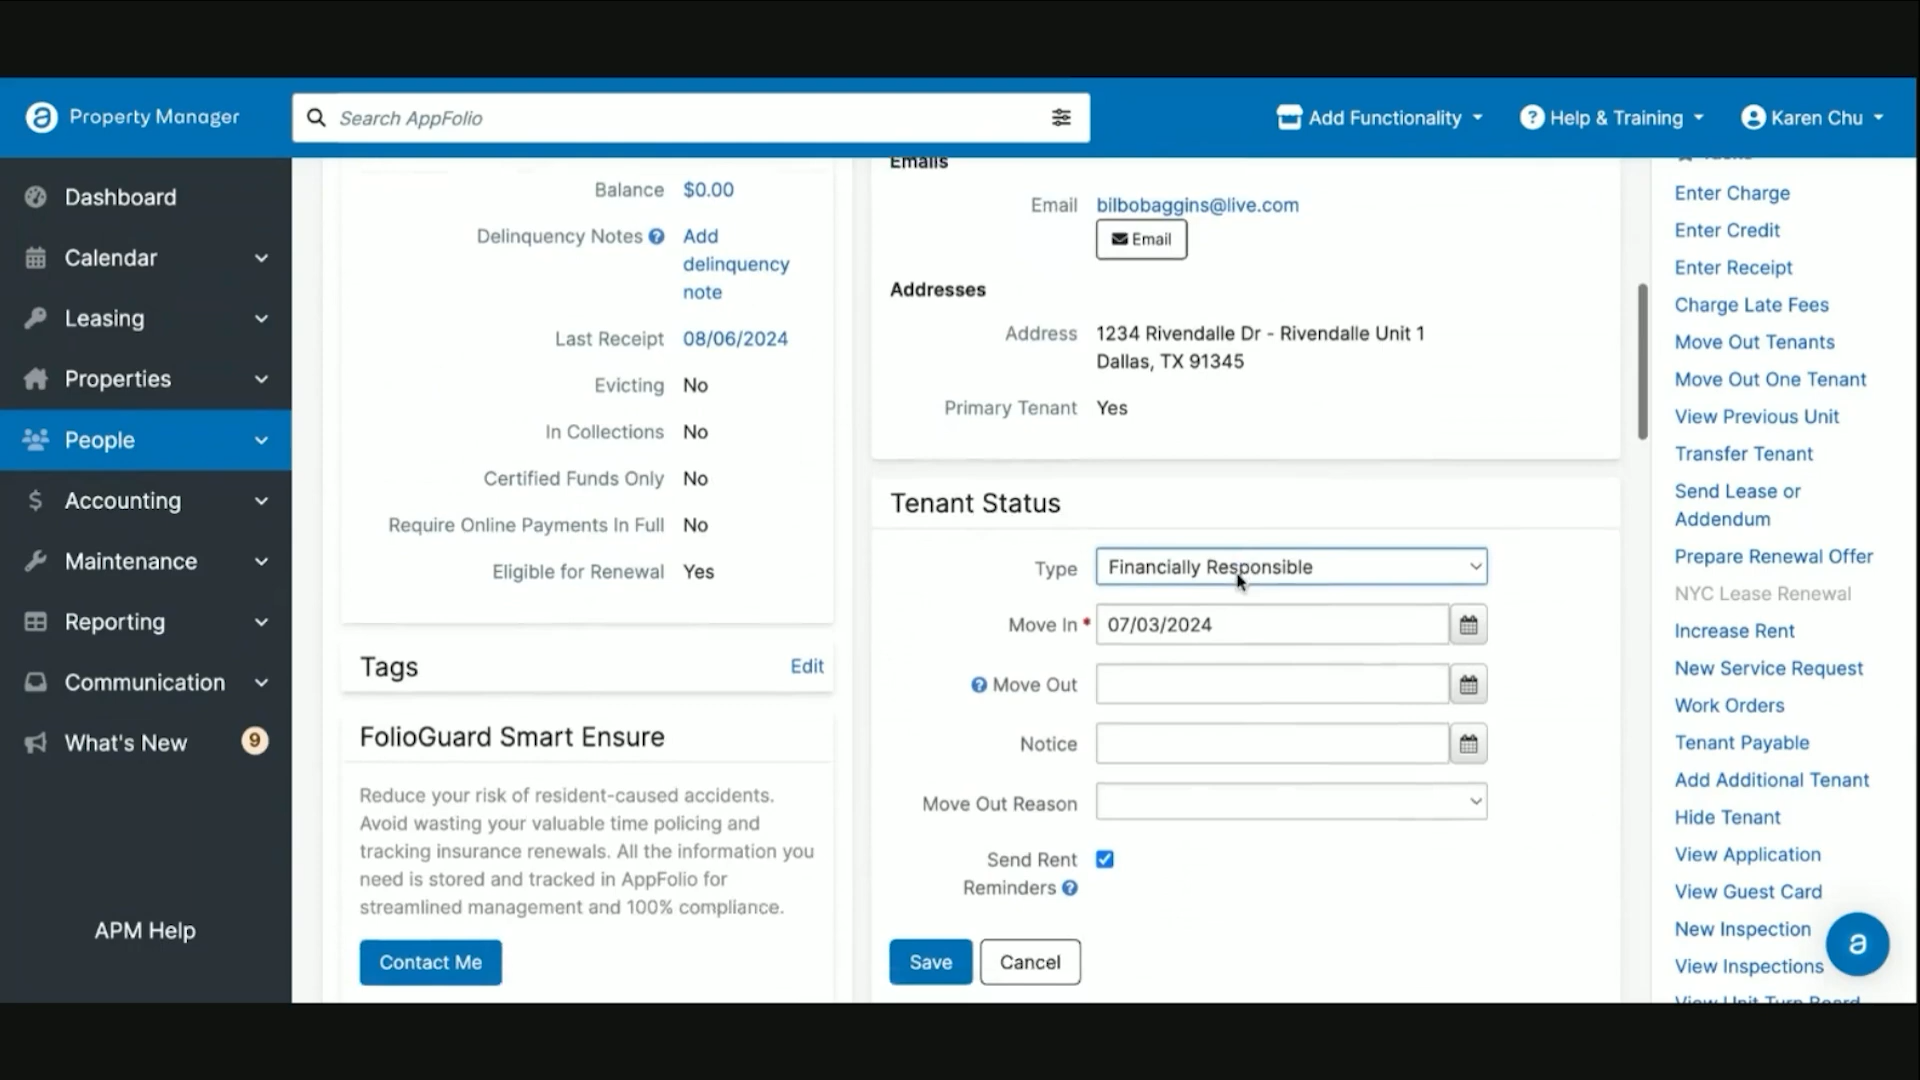 Property Manager
Search AppFolio
Add Functionality
Help & Training
Karen Chu
Dashboard
Calendar
Leasing
Properties
People
Accounting
Maintenance
Reporting
Communication
What's New
9
APM Help
Balance $0.00
Delinquency Notes ? Add
delinquency
note
Last Receipt 08/06/2024
Evicting No
In Collections No
Certified Funds Only No
Require Online Payments In Full No
Eligible for Renewal Yes
Tags Edit
FolioGuard Smart Ensure
Reduce your risk of resident-caused accidents.
Avoid wasting your valuable time policing and
tracking insurance renewals. All the information you
need is stored and tracked in AppFolio for
streamlined management and 100% compliance.
Contact Me
Emails
Email bilbobaggins@live.com
Email
Addresses
Address 1234 Rivendalle Dr - Rivendalle Unit 1
Dallas, TX 91345
Primary Tenant Yes
Tenant Status
Type Financially Responsible
Move In * 07/03/2024
? Move Out
Notice
Move Out Reason
Send Rent
Reminders ?
Save Cancel
Enter Charge
Enter Credit
Enter Receipt
Charge Late Fees
Move Out Tenants
Move Out One Tenant
View Previous Unit
Transfer Tenant
Send Lease or
Addendum
Prepare Renewal Offer
NYC Lease Renewal
Increase Rent
New Service Request
Work Orders
Tenant Payable
Add Additional Tenant
Hide Tenant
View Application
View Guest Card
New Inspection
View Inspections
View Unit Turn Board
a